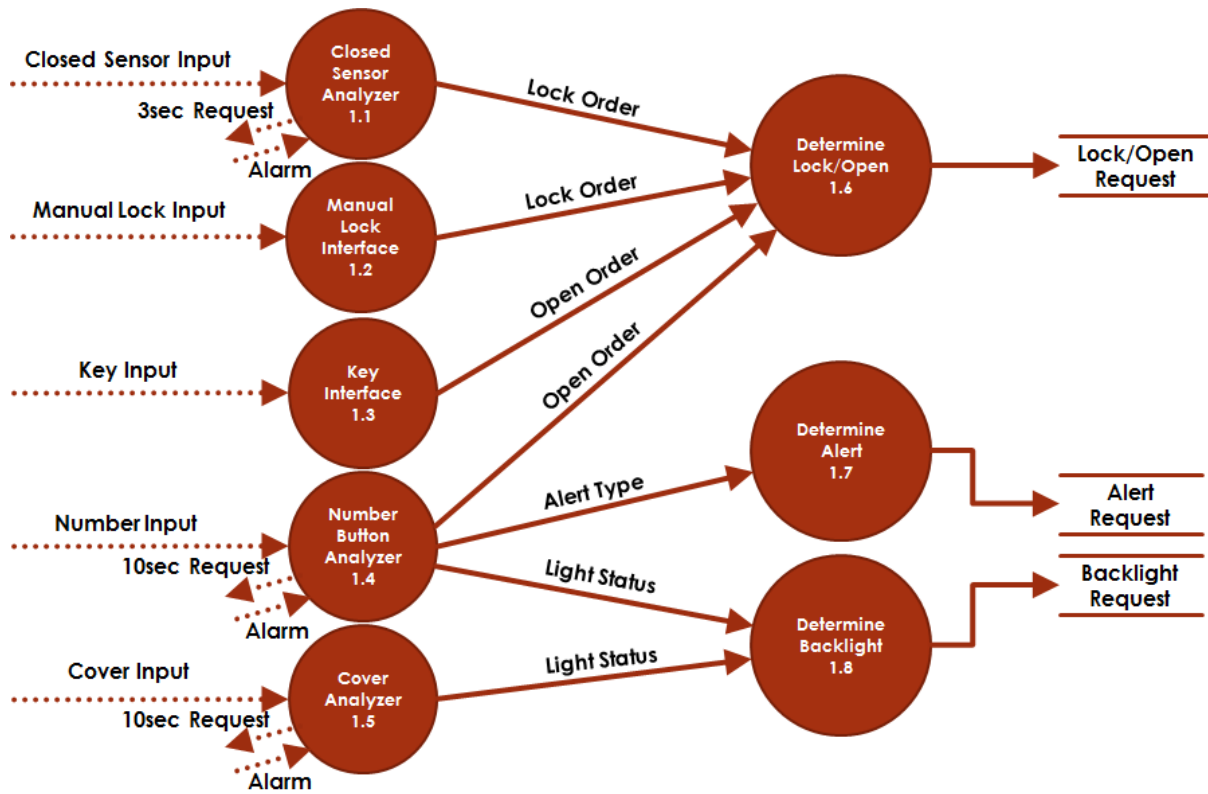 Closed Sensor Input
3sec Request
Alarm
Closed
Sensor
Analyzer
1.1
Lock Order
Manual Lock Input
Manual
Lock
Interface
1.2
Lock Order
Key Input
Key
Interface
1.3
Open Order
Number Input
10sec Request
Alarm
Number
Button
Analyzer
1.4
Open Order
Alert Type
Light Status
Cover Input
10sec Request
Alarm
Cover
Analyzer
1.5
Light Status
Determine
Lock/Open
1.6
Lock/Open
Request
Determine
Alert
1.7
Alert
Request
Determine
Backlight
1.8
Backlight
Request